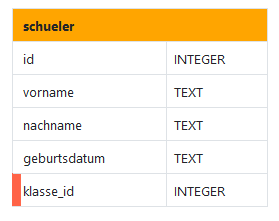 schueler
id INTEGER
vorname TEXT
nachname TEXT
geburtsdatum TEXT
klasse_id INTEGER